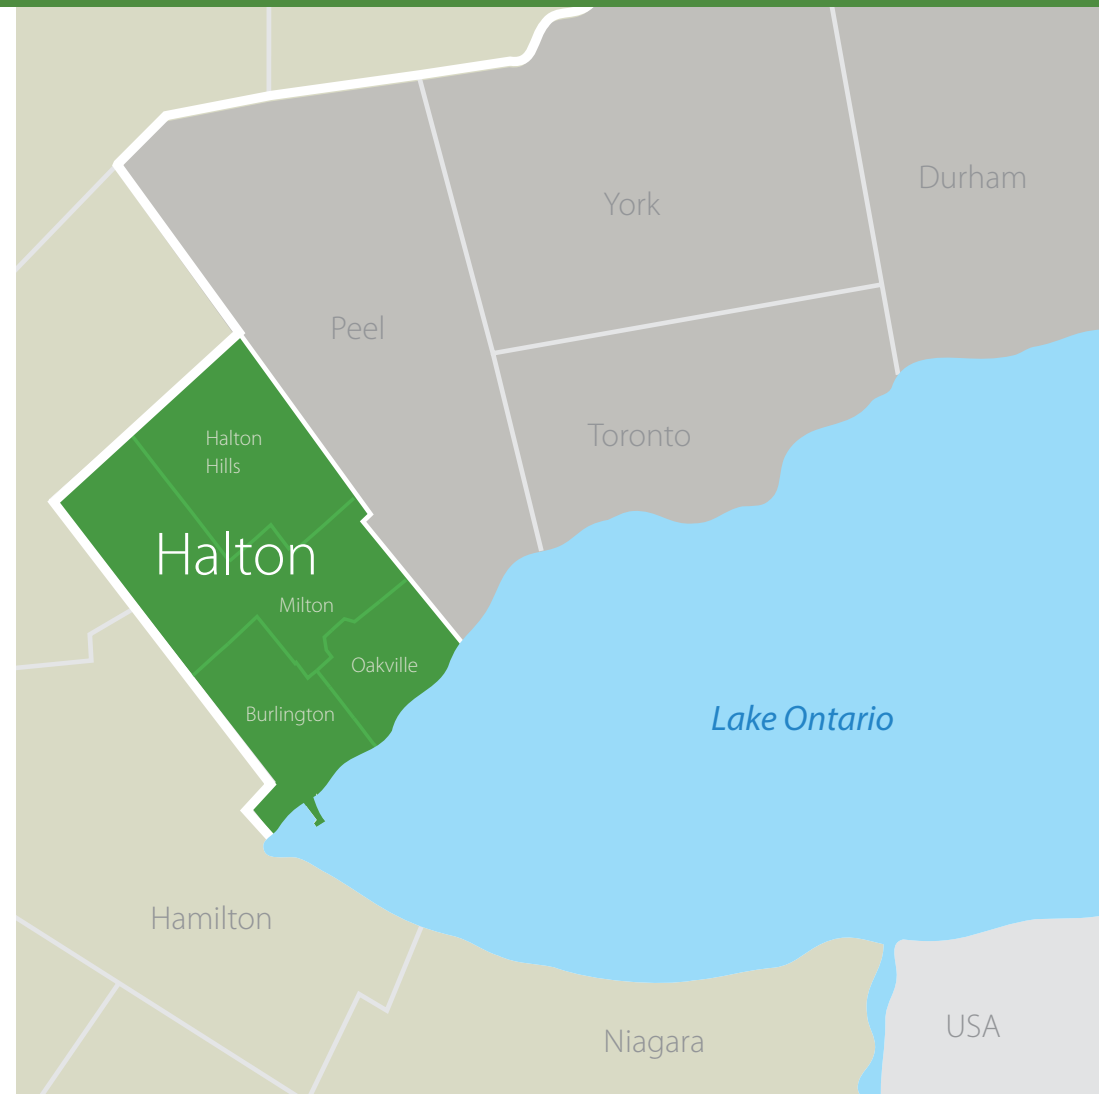 Durham
York
Peel
Toronto
Halton
Hills
Halton
Milton
Oakville
Burlington
Lake Ontario
Hamilton
Niagara
USA